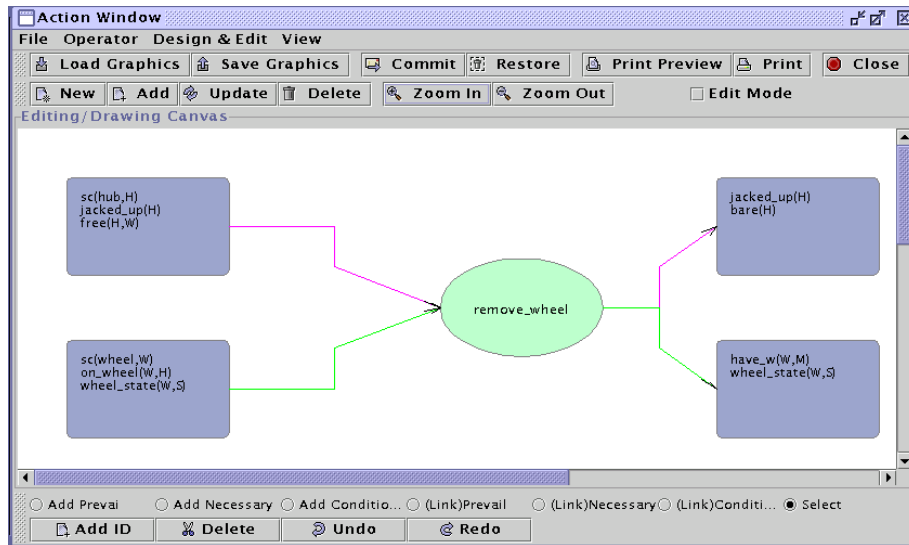 Action Window
File Operator Design & Edit View
Load Graphics Save Graphics Commit Restore Print Preview Print Close
New Add Update Delete Zoom In Zoom Out Edit Mode
Editing/Drawing Canvas
sc(hub,H)
jacked_up(H)
free(H,W)
jacked_up(H)
bare(H)
remove_wheel
sc(wheel,W)
on_wheel(W,H)
wheel_state(W,S)
have_w(W,M)
wheel_state(W,S)
Add Prevai Add Necessary Add Conditio... (Link)Prevail (Link)Necessary (Link)Conditi... Select
Add ID Delete Undo Redo